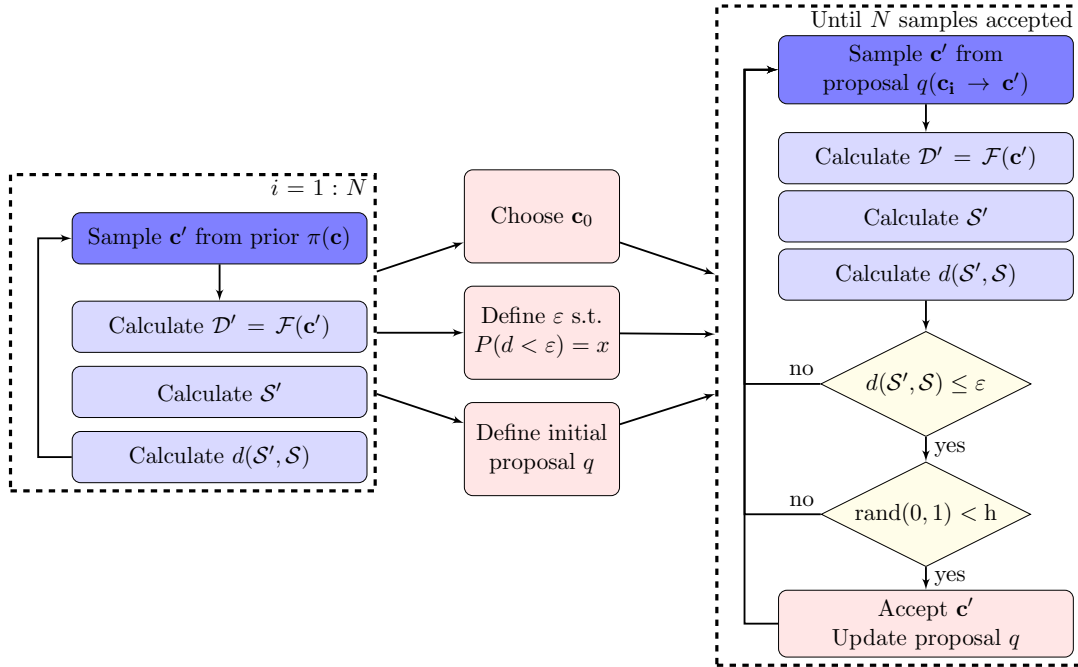 i = 1 : N
Sample c′ from prior π(c)
Calculate 𝒟′ = ℱ(c′)
Calculate 𝒮′
Calculate d(𝒮′, 𝒮)
Choose c₀
Define ε s.t.
P(d < ε) = x
Define initial
proposal q
Until N samples accepted
Sample c′ from
proposal q(cᵢ → c′)
Calculate 𝒟′ = ℱ(c′)
Calculate 𝒮′
Calculate d(𝒮′, 𝒮)
d(𝒮′, 𝒮) ≤ ε
no
yes
rand(0, 1) < h
no
yes
Accept c′
Update proposal q